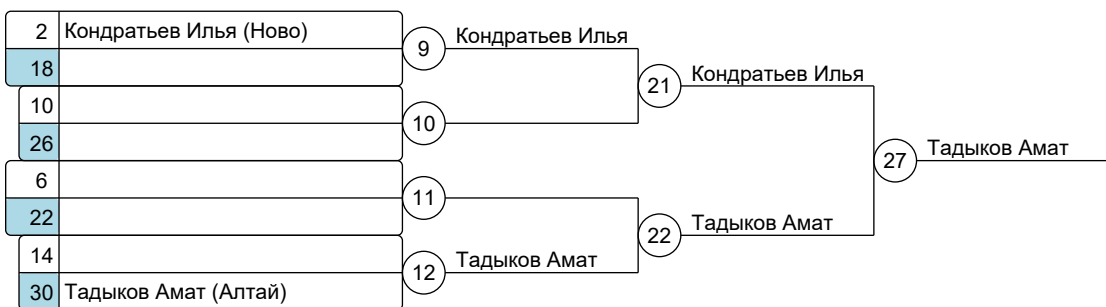 2 Кондратьев Илья (Ново)
9 Кондратьев Илья
18
21 Кондратьев Илья
10
10
26
27 Тадыков Амат
6
11
22
22 Тадыков Амат
14
12 Тадыков Амат
30 Тадыков Амат (Алтай)